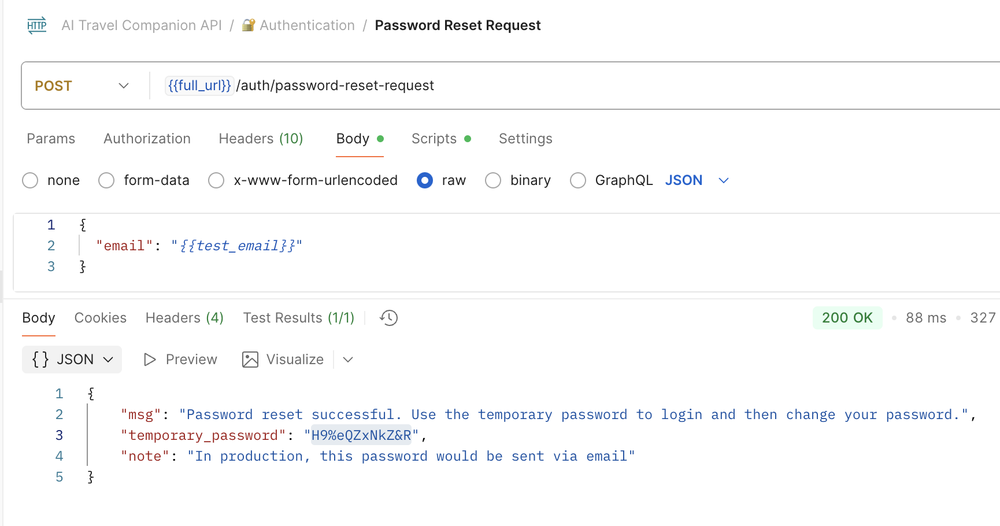 HTTP AI Travel Companion API / 🔐 Authentication / Password Reset Request
POST {{full_url}}/auth/password-reset-request
Params Authorization Headers (10) Body Scripts Settings
none form-data x-www-form-urlencoded raw binary GraphQL JSON
1 {
2 "email": "{{test_email}}"
3 }
Body Cookies Headers (4) Test Results (1/1) 200 OK • 88 ms • 327
{} JSON Preview Visualize
1 {
2 "msg": "Password reset successful. Use the temporary password to login and then change your password.",
3 "temporary_password": "H9%eQZxNkZ&R",
4 "note": "In production, this password would be sent via email"
5 }